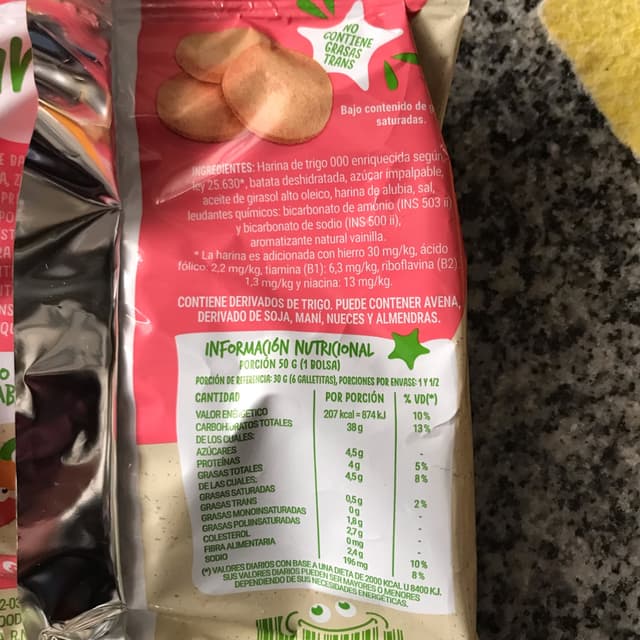 NO
CONTIENE
GRASAS
TRANS
Bajo contenido de
saturadas.
INGREDIENTES: Harina de trigo 000 enriquecida según
ley 25.630*, batata deshidratada, azúcar impalpable,
aceite de girasol alto oleico, harina de alubia, sal,
leudantes químicos: bicarbonato de amonio (INS 503 ii)
y bicarbonato de sodio (INS 500 ii),
aromatizante natural vainilla.
* La harina es adicionada con hierro 30 mg/kg, ácido
fólico: 2,2 mg/kg, tiamina (B1): 6,3 mg/kg, riboflavina (B2)
1,3 mg/kg y niacina: 13 mg/kg.
CONTIENE DERIVADOS DE TRIGO. PUEDE CONTENER AVENA,
DERIVADO DE SOJA, MANÍ, NUECES Y ALMENDRAS.
INFORMACIÓN NUTRICIONAL
PORCIÓN 50 G (1 BOLSA)
PORCIÓN DE REFERENCIA: 30 G (6 GALLETITAS), PORCIONES POR ENVASE: 1 Y 1/2
CANTIDAD POR PORCIÓN % VD(*)
VALOR ENERGÉTICO 207 kcal = 874 kJ 10%
CARBOHIDRATOS TOTALES 38 g 13%
DE LOS CUALES:
AZÚCARES 4,5 g -
PROTEÍNAS 4 g 5%
GRASAS TOTALES 4,5 g 8%
DE LAS CUALES:
GRASAS SATURADAS 0,5 g 2%
GRASAS TRANS 0 g -
GRASAS MONOINSATURADAS 1,8 g -
GRASAS POLIINSATURADAS 2,7 g -
COLESTEROL 0 mg -
FIBRA ALIMENTARIA 2,4 g 10%
SODIO 196 mg 8%
(*) VALORES DIARIOS CON BASE A UNA DIETA DE 2000 KCAL U 8400 KJ.
SUS VALORES DIARIOS PUEDEN SER MAYORES O MENORES
DEPENDIENDO DE SUS NECESIDADES ENERGÉTICAS.